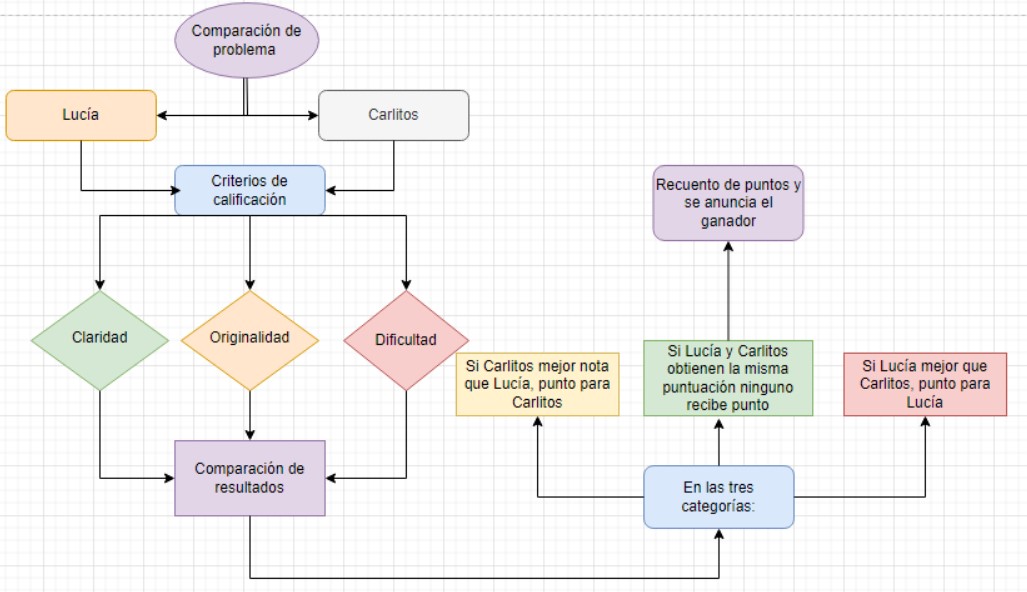 Comparación de
problema
Lucía
Carlitos
Criterios de
calificación
Claridad
Originalidad
Dificultad
Comparación de
resultados
Recuento de puntos y
se anuncia el
ganador
Si Carlitos mejor nota
que Lucía, punto para
Carlitos
Si Lucía y Carlitos
obtienen la misma
puntuación ninguno
recibe punto
Si Lucía mejor que
Carlitos, punto para
Lucía
En las tres
categorías: